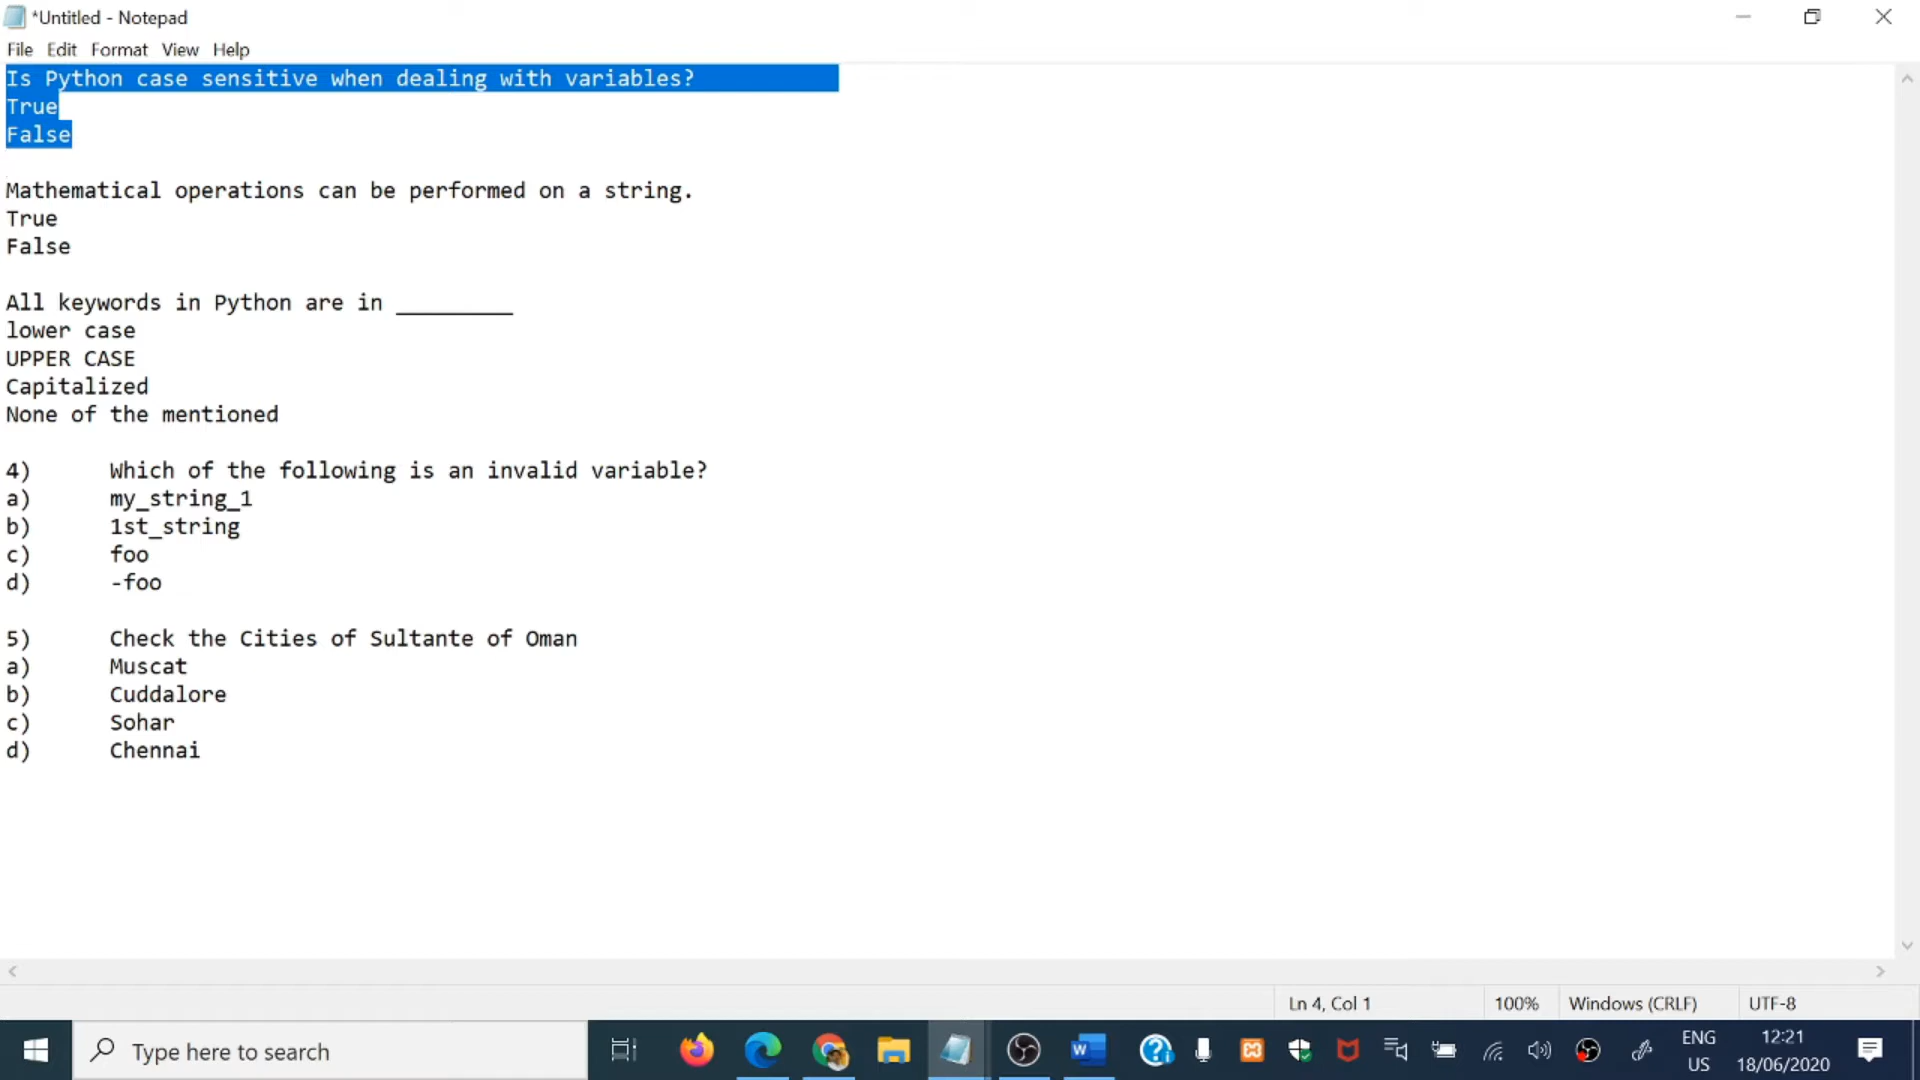 *Untitled - Notepad
File Edit Format View Help
Is Python case sensitive when dealing with variables?
True
False
Mathematical operations can be performed on a string.
True
False
All keywords in Python are in _________
lower case
UPPER CASE
Capitalized
None of the mentioned
4) Which of the following is an invalid variable?
a) my_string_1
b) 1st_string
c) foo
d) -foo
5) Check the Cities of Sultante of Oman
a) Muscat
b) Cuddalore
c) Sohar
d) Chennai
Ln 4, Col 1 100% Windows (CRLF) UTF-8
Type here to search
ENG
US
12:21
18/06/2020